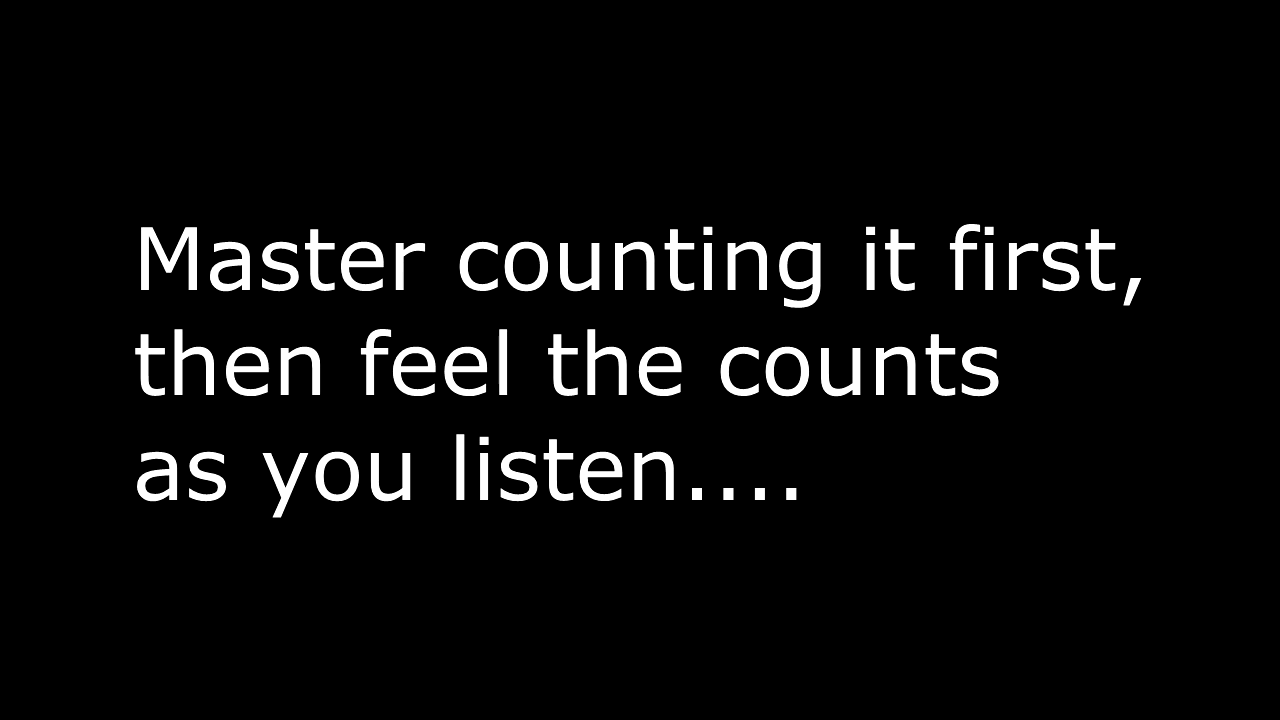 Master counting it first,
then feel the counts
as you listen....